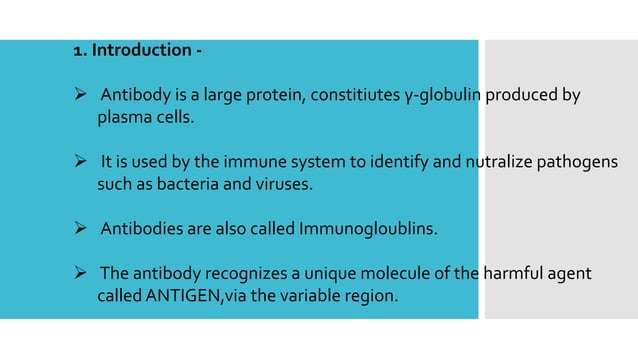 1. Introduction -
➢ Antibody is a large protein, constitiutes γ-globulin produced by
plasma cells.
➢ It is used by the immune system to identify and nutralize pathogens
such as bacteria and viruses.
➢ Antibodies are also called Immunogloublins.
➢ The antibody recognizes a unique molecule of the harmful agent
called ANTIGEN,via the variable region.